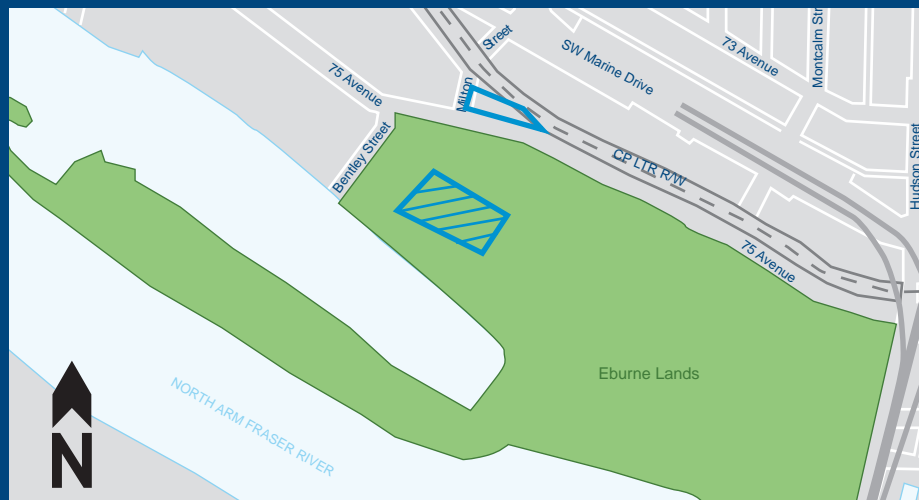 Street
Milton
SW Marine Drive
73 Avenue
Montcalm St
75 Avenue
Bentley Street
CP LTR R/W
Hudson Street
75 Avenue
Eburne Lands
NORTH ARM FRASER RIVER
N